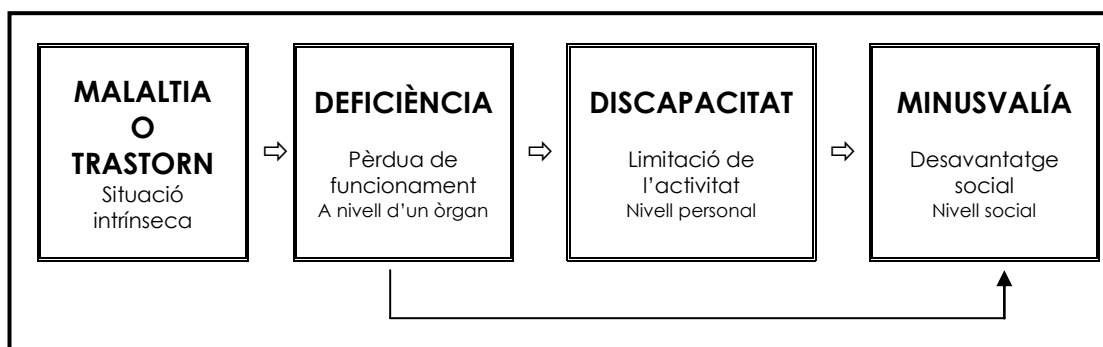 MALALTIA
O
TRASTORN
Situació
intrínseca
DEFICIÈNCIA
Pèrdua de
funcionament
A nivell d’un òrgan
DISCAPACITAT
Limitació de
l’activitat
Nivell personal
MINUSVALÍA
Desavantatge
social
Nivell social